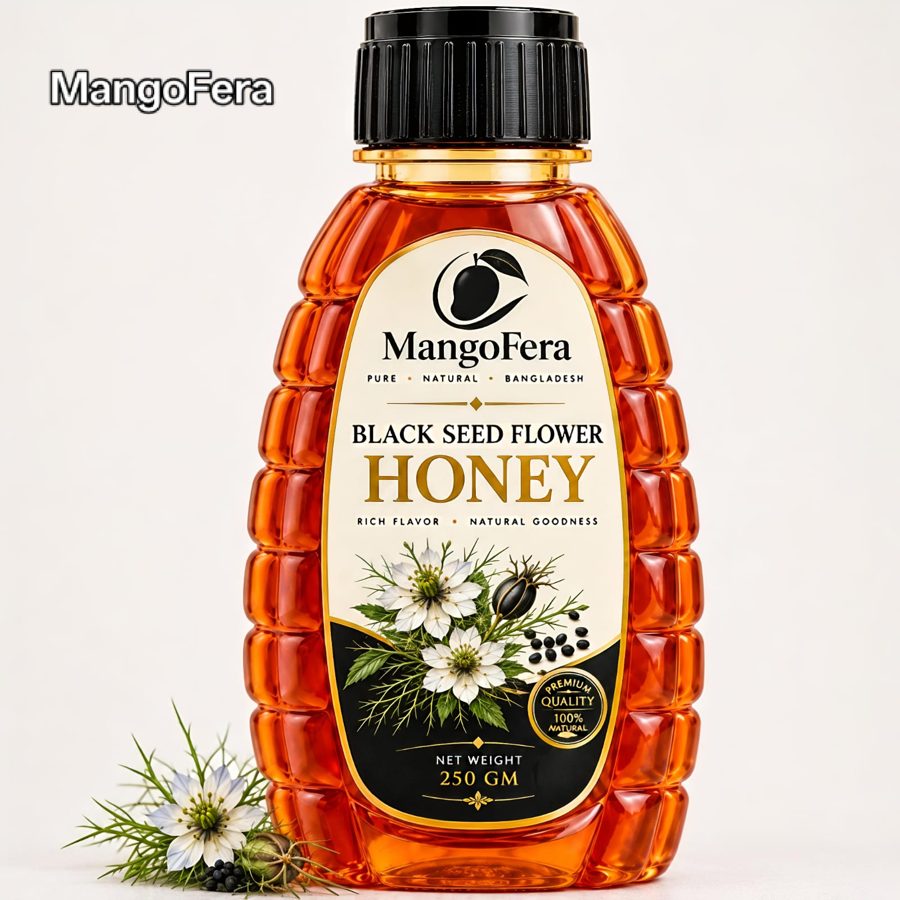 MangoFera
MangoFera
PURE • NATURAL • BANGLADESH
BLACK SEED FLOWER
HONEY
RICH FLAVOR • NATURAL GOODNESS
PREMIUM
QUALITY
100%
NATURAL
NET WEIGHT
250 GM